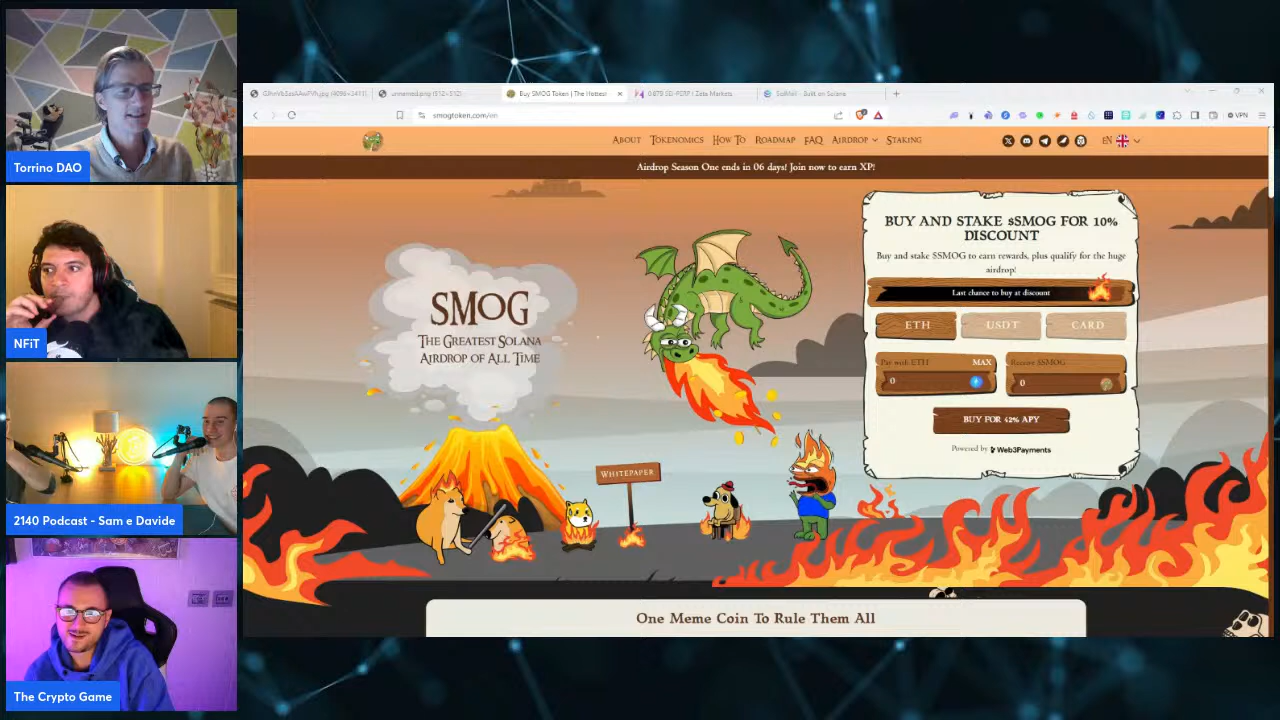 Torrino DAO
NFiT
2140 Podcast - Sam e Davide
The Crypto Game
Buy SMOG Token | The Hottest
smogtoken.com/en
VPN
ABOUT TOKENOMICS HOW TO ROADMAP FAQ AIRDROP STAKING
EN
Airdrop Season One ends in 06 days! Join now to earn XP!
SMOG
THE GREATEST SOLANA
AIRDROP OF ALL TIME
WHITEPAPER
BUY AND STAKE $SMOG FOR 10%
DISCOUNT
Buy and stake $SMOG to earn rewards, plus qualify for the huge
airdrop!
Last chance to buy at discount
ETH USDT CARD
Pay with ETH MAX Receive $SMOG
0 0
BUY FOR 42% APY
Powered by Web3Payments
One Meme Coin To Rule Them All